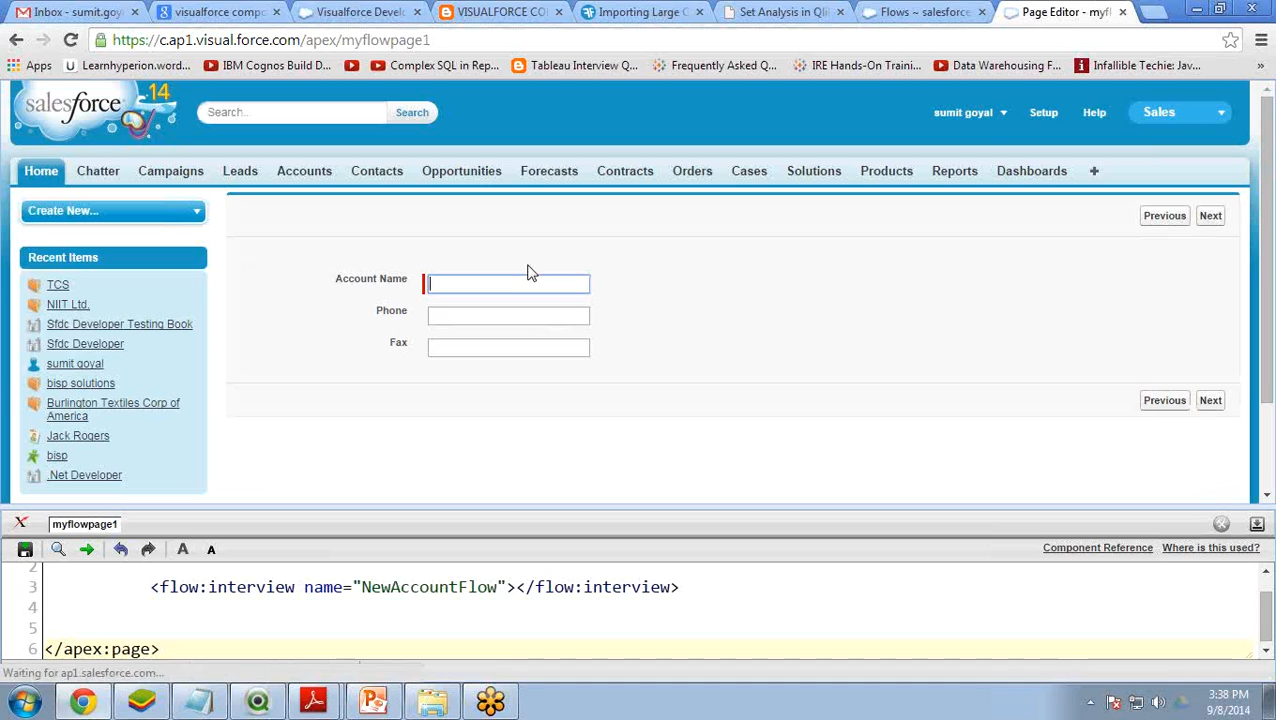 Inbox - sumit.goy
visualforce compo
Visualforce Develo
VISUALFORCE CO
Importing Large C
Set Analysis in Qlik
Flows ~ salesforce
Page Editor - myfl
https://c.ap1.visual.force.com/apex/myflowpage1
Apps
Learnhyperion.word...
IBM Cognos Build D...
Complex SQL in Rep...
Tableau Interview Q...
Frequently Asked Q...
IRE Hands-On Traini...
Data Warehousing F...
Infallible Techie: Jav...
»
salesforce
'14
Search...
Search
sumit goyal
Setup
Help
Sales
Home
Chatter
Campaigns
Leads
Accounts
Contacts
Opportunities
Forecasts
Contracts
Orders
Cases
Solutions
Products
Reports
Dashboards
+
Create New...
Recent Items
TCS
NIIT Ltd.
Sfdc Developer Testing Book
Sfdc Developer
sumit goyal
bisp solutions
Burlington Textiles Corp of
America
Jack Rogers
bisp
.Net Developer
Previous
Next
Account Name
Phone
Fax
Previous
Next
myflowpage1
A
A
Component Reference
Where is this used?
2
3 <flow:interview name="NewAccountFlow"></flow:interview>
4
5
6 </apex:page>
Waiting for ap1.salesforce.com...
3:38 PM
9/8/2014